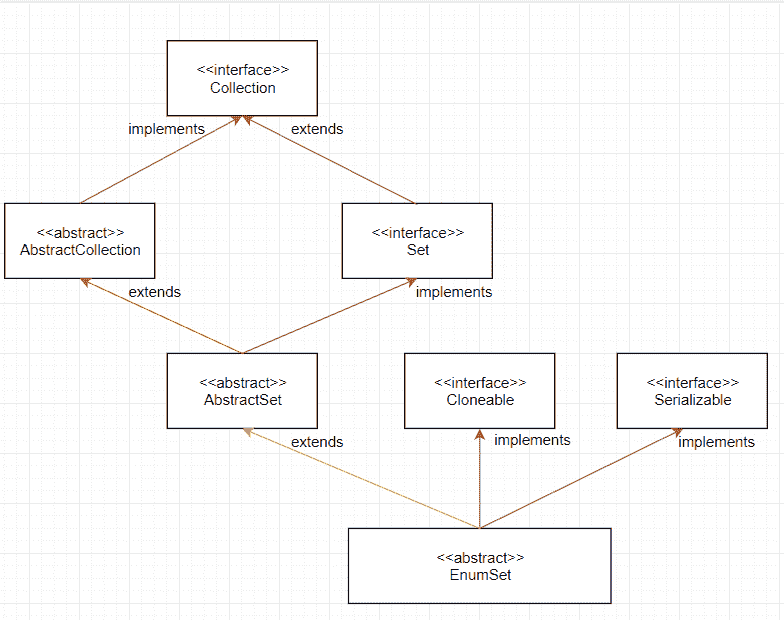 <<interface>>
Collection
implements
extends
<<abstract>>
AbstractCollection
<<interface>>
Set
extends
implements
<<abstract>>
AbstractSet
<<interface>>
Cloneable
<<interface>>
Serializable
extends
implements
implements
<<abstract>>
EnumSet